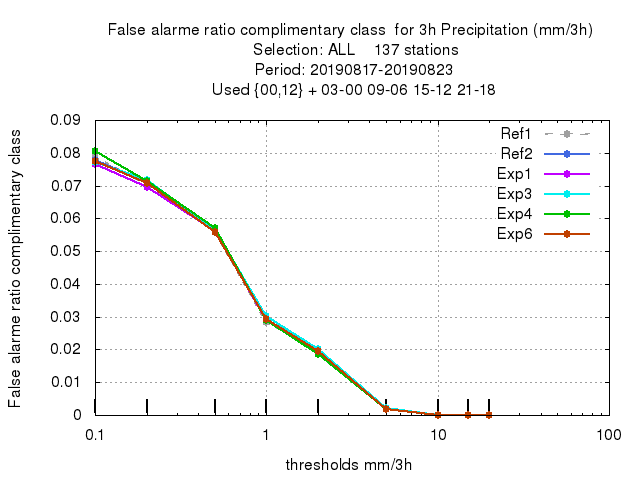 False alarme ratio complimentary class  for 3h Precipitation (mm/3h)
Selection: ALL    137 stations
Period: 20190817-20190823
Used {00,12} + 03-00 09-06 15-12 21-18
False alarme ratio complimentary class
0.09
0.08
0.07
0.06
0.05
0.04
0.03
0.02
0.01
0
Ref1
Ref2
Exp1
Exp3
Exp4
Exp6
0.1 1 10 100
thresholds mm/3h